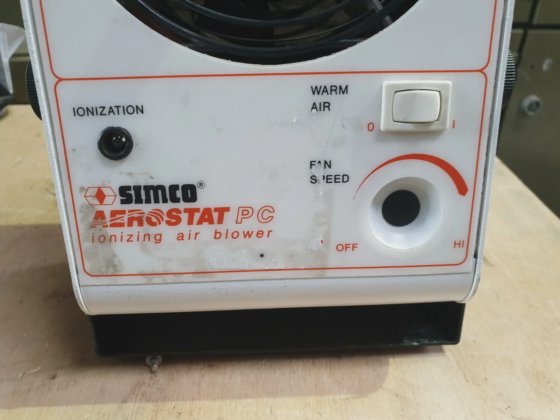 IONIZATION
WARM
AIR
0 I
FAN
SPEED
SIMCO®
AEROSTAT PC
ionizing air blower
OFF HI